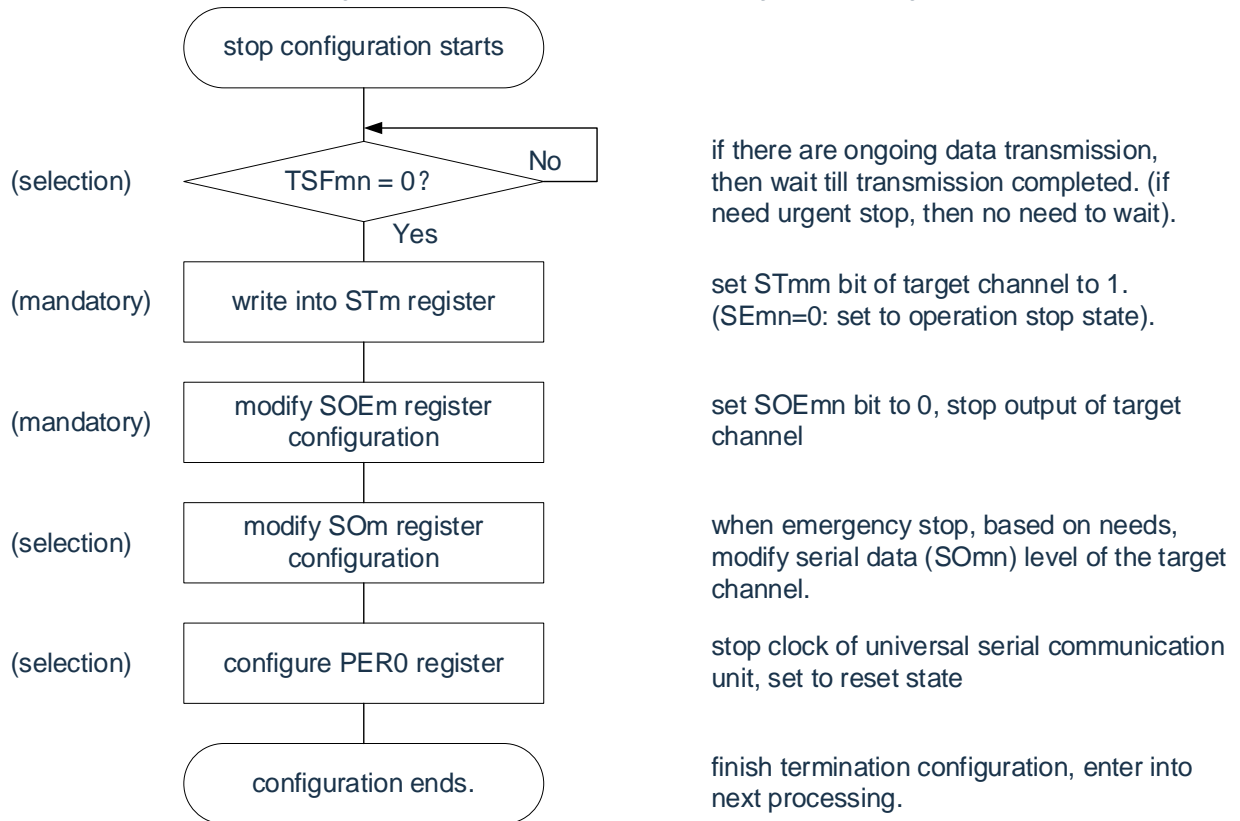 stop configuration starts
No
(selection)
TSFmn = 0?
if there are ongoing data transmission,
then wait till transmission completed. (if
need urgent stop, then no need to wait).
Yes
(mandatory)
write into STm register
set STmm bit of target channel to 1.
(SEmn=0: set to operation stop state).
(mandatory)
modify SOEm register
configuration
set SOEmn bit to 0, stop output of target
channel
(selection)
modify SOm register
configuration
when emergency stop, based on needs,
modify serial data (SOmn) level of the target
channel.
(selection)
configure PER0 register
stop clock of universal serial communication
unit, set to reset state
configuration ends.
finish termination configuration, enter into
next processing.